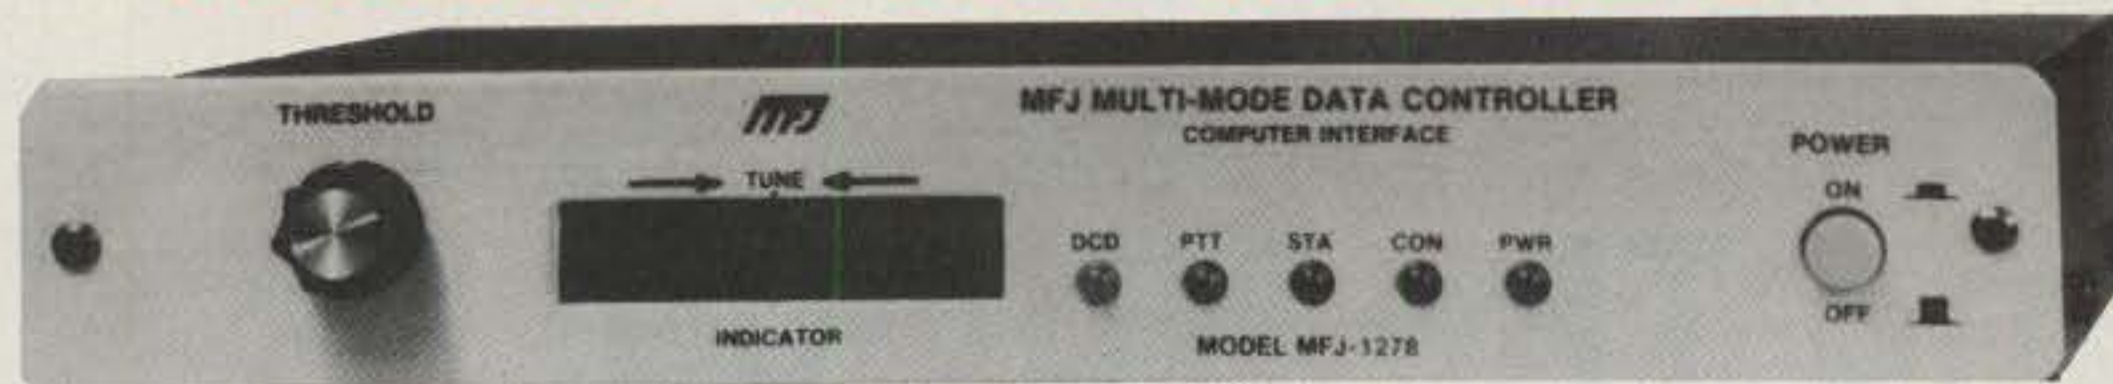 THRESHOLD
MFJ
TUNE
INDICATOR
MFJ MULTI-MODE DATA CONTROLLER
COMPUTER INTERFACE
DCD PTT STA CON PWR
MODEL MFJ-1278
POWER
ON
OFF